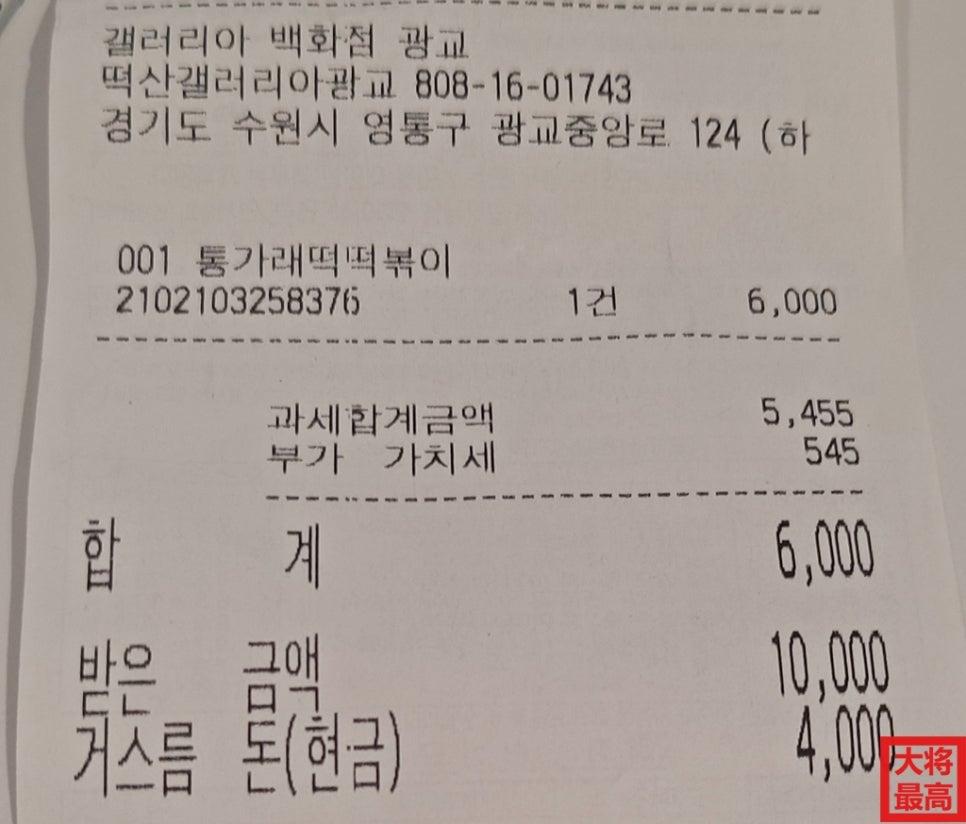 갤러리아 백화점 광교
떡산갤러리아광교 808-16-01743
경기도 수원시 영통구 광교중앙로 124 (하
001 통가래떡떡볶이
2102103258376 1건 6,000
과세합계금액 5,455
부가 가치세 545
합 계 6,000
받은 금액 10,000
거스름 돈(현금) 4,000
大将
最高